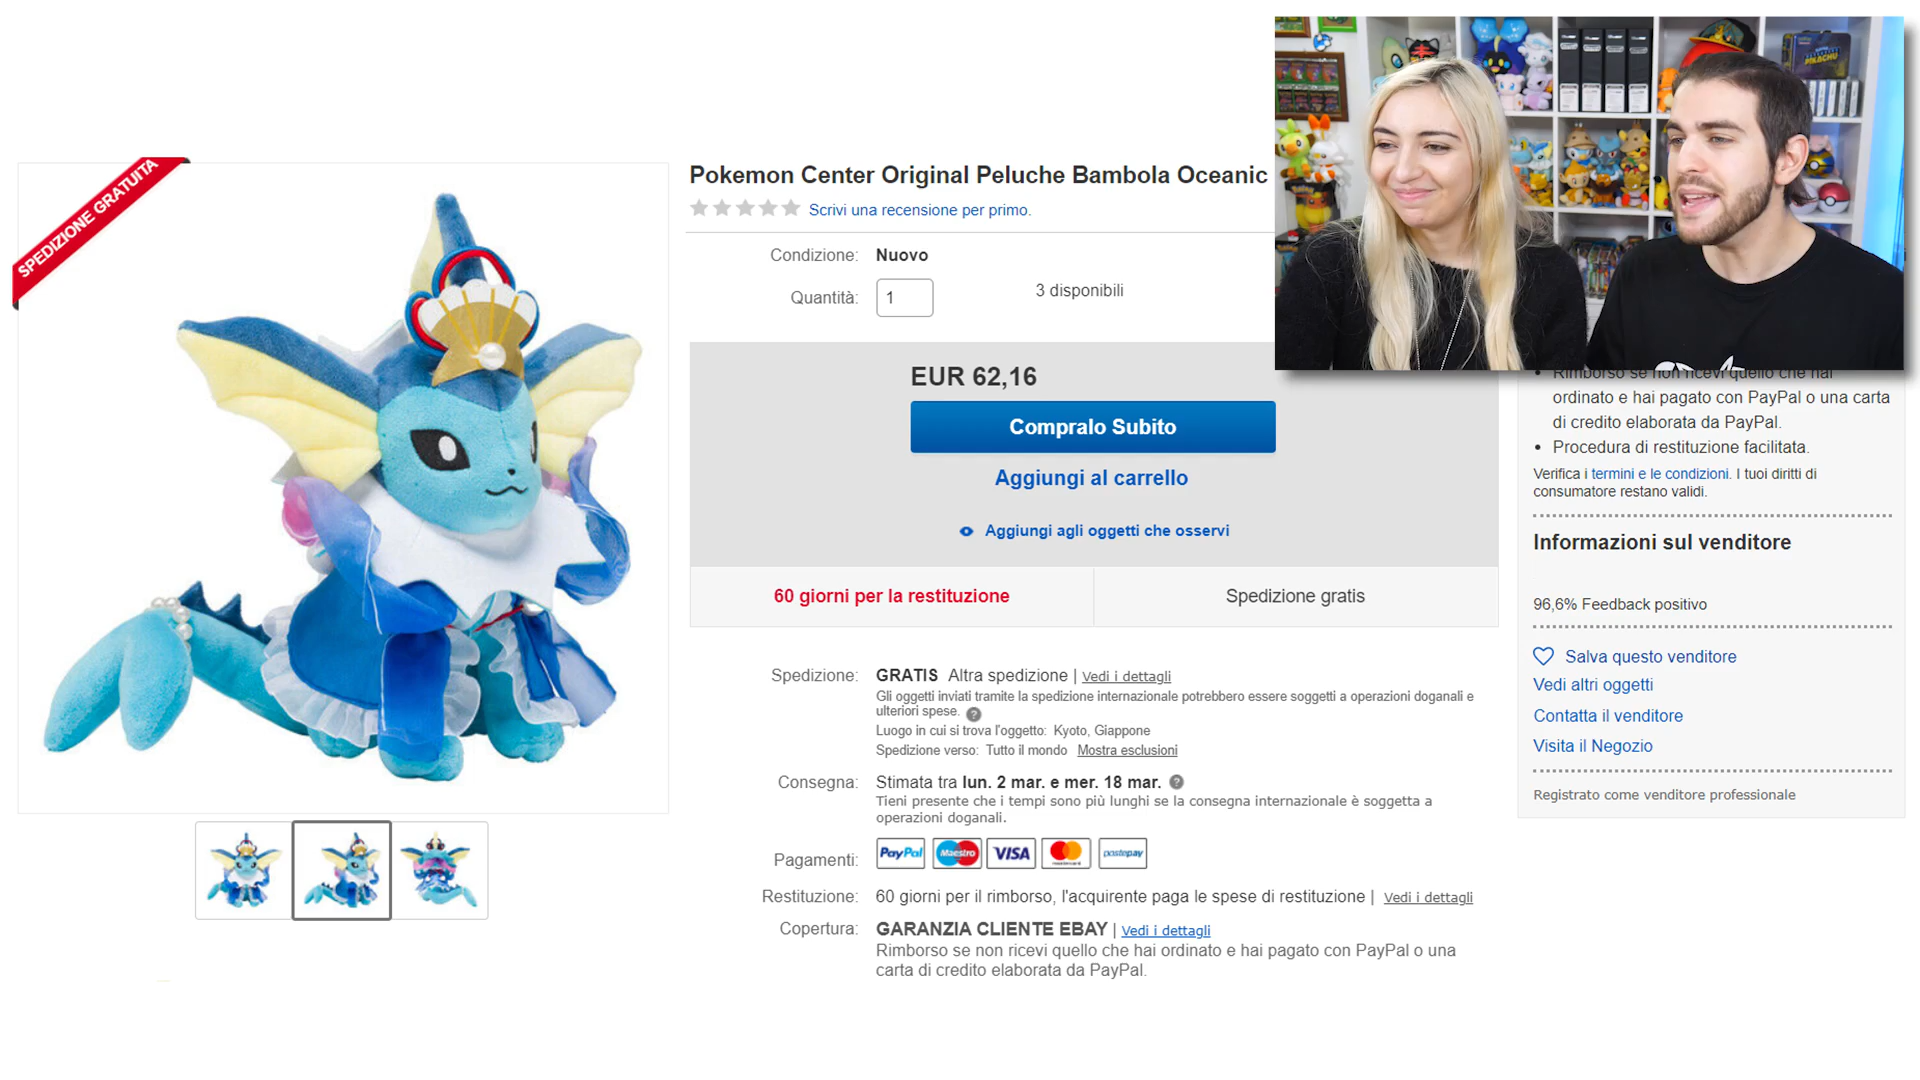 SPEDIZIONE GRATUITA
Pokemon Center Original Peluche Bambola Oceanic
Scrivi una recensione per primo.
Condizione: Nuovo
Quantità: 1 3 disponibili
EUR 62,16
Compralo Subito
Aggiungi al carrello
Aggiungi agli oggetti che osservi
60 giorni per la restituzione Spedizione gratis
Spedizione: GRATIS Altra spedizione | Vedi i dettagli
Gli oggetti inviati tramite la spedizione internazionale potrebbero essere soggetti a operazioni doganali e
ulteriori spese. ?
Luogo in cui si trova l'oggetto: Kyoto, Giappone
Spedizione verso: Tutto il mondo Mostra esclusioni
Consegna: Stimata tra lun. 2 mar. e mer. 18 mar. ?
Tieni presente che i tempi sono più lunghi se la consegna internazionale è soggetta a
operazioni doganali.
Pagamenti: PayPal Maestro VISA mastercard postepay
Restituzione: 60 giorni per il rimborso, l'acquirente paga le spese di restituzione | Vedi i dettagli
Copertura: GARANZIA CLIENTE EBAY | Vedi i dettagli
Rimborso se non ricevi quello che hai ordinato e hai pagato con PayPal o una
carta di credito elaborata da PayPal.
• Rimborso se non ricevi quello che hai
ordinato e hai pagato con PayPal o una carta
di credito elaborata da PayPal.
• Procedura di restituzione facilitata.
Verifica i termini e le condizioni. I tuoi diritti di
consumatore restano validi.
Informazioni sul venditore
96,6% Feedback positivo
Salva questo venditore
Vedi altri oggetti
Contatta il venditore
Visita il Negozio
Registrato come venditore professionale